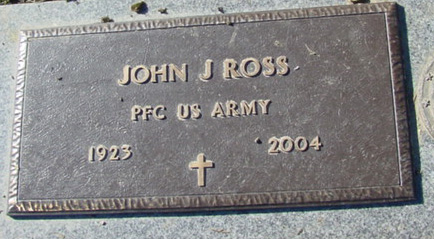 JOHN J ROSS
PFC US ARMY
1923 2004